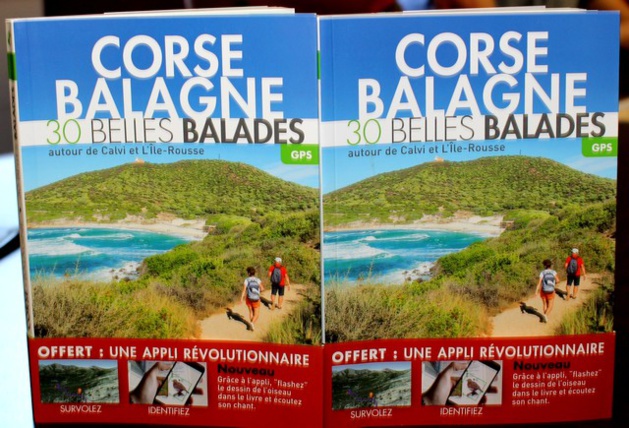 CORSE
BALAGNE
30 BELLES BALADES
autour de Calvi et L'Île-Rousse
GPS
OFFERT : UNE APPLI RÉVOLUTIONNAIRE
Nouveau
Grâce à l'appli, "flashez"
le dessin de l'oiseau
dans le livre et écoutez
son chant.
SURVOLEZ
IDENTIFIEZ
CORSE
BALAGNE
30 BELLES BALADES
autour de Calvi et L'Île-Rousse
GPS
OFFERT : UNE APPLI RÉVOLUTIONNAIRE
Nouveau
Grâce à l'appli, "flashez"
le dessin de l'oiseau
dans le livre et écoutez
son chant.
SURVOLEZ
IDENTIFIEZ